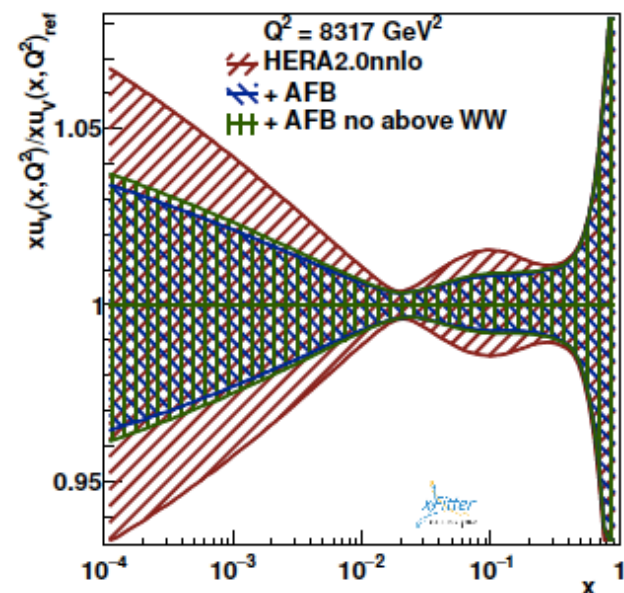 Q² = 8317 GeV²
HERA2.0nnlo
+ AFB
+ AFB no above WW
xu_v(x,Q²)/xu_v(x,Q²)_ref
1.05
1
0.95
xFitter
10⁻⁴ 10⁻³ 10⁻² 10⁻¹ 1
x